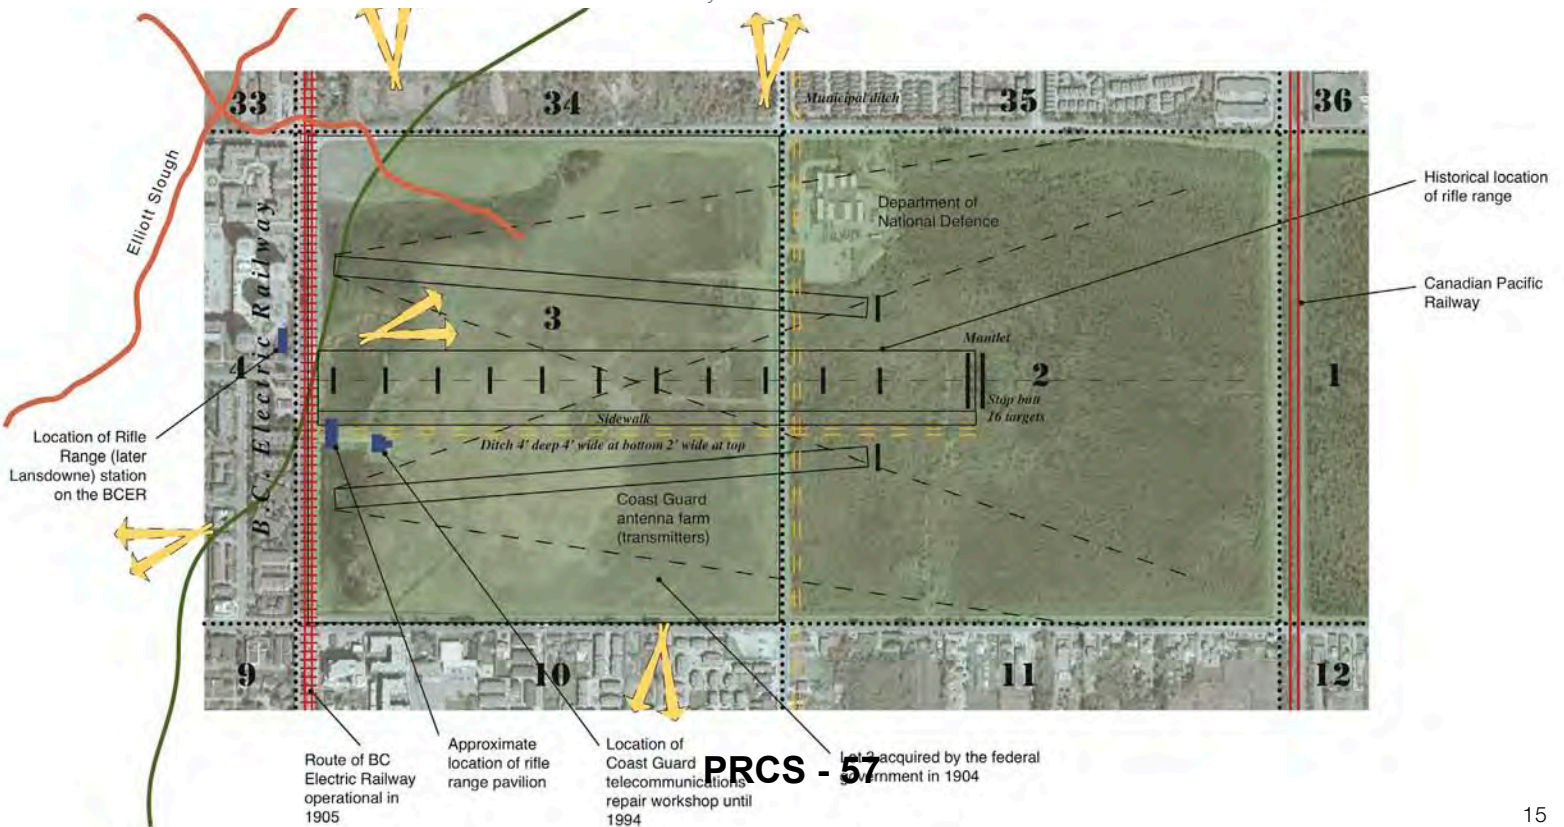 33
34
Municipal ditch
35
36
Elliott Slough
Historical location
of rifle range
Department of
National Defence
B.C. Electric Railway
Canadian Pacific
Railway
3
Mantlet
4
2
1
Stop butt
16 targets
Sidewalk
Ditch 4' deep 4' wide at bottom 2' wide at top
Location of Rifle
Range (later
Lansdowne) station
on the BCER
Coast Guard
antenna farm
(transmitters)
9
10
11
12
Route of BC
Electric Railway
operational in
1905
Approximate
location of rifle
range pavilion
Location of
Coast Guard
telecommunications
repair workshop until
1994
Lot 3 acquired by the federal
government in 1904
PRCS - 57
15